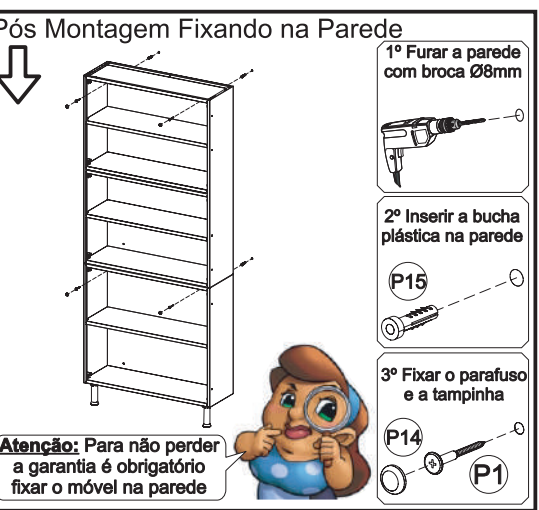 Pós Montagem Fixando na Parede
1º Furar a parede
com broca Ø8mm
2º Inserir a bucha
plástica na parede
P15
3º Fixar o parafuso
e a tampinha
P14
P1
Atenção: Para não perder
a garantia é obrigatório
fixar o móvel na parede